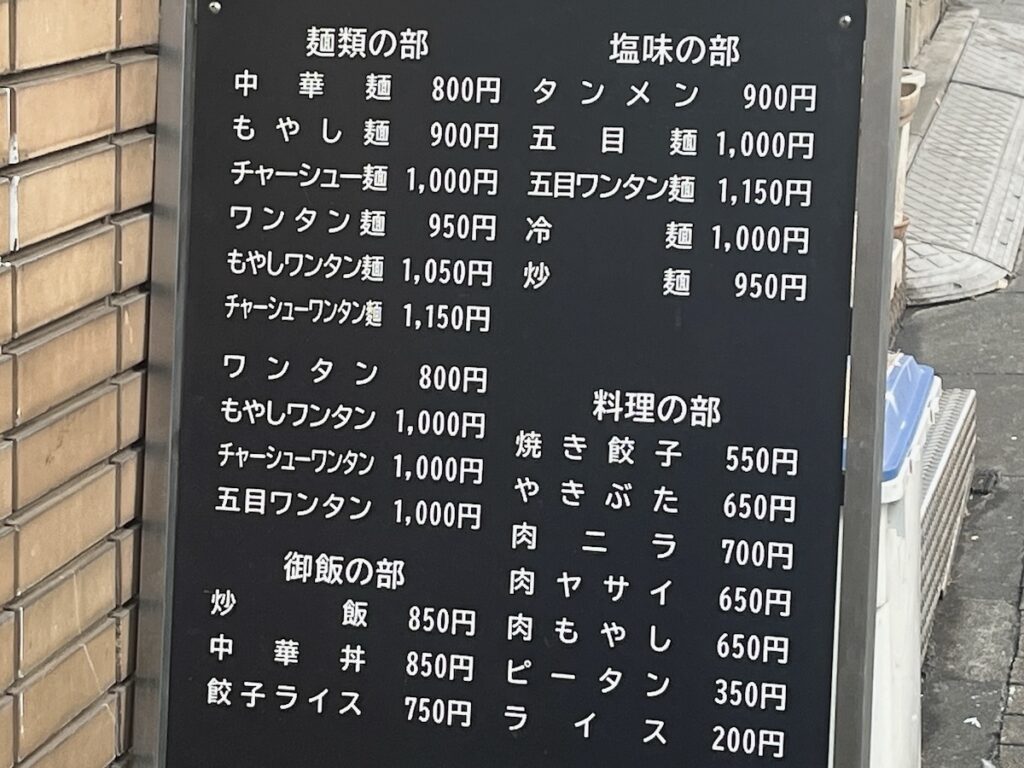 麺類の部
中華麺 800円
もやし麺 900円
チャーシュー麺 1,000円
ワンタン麺 950円
もやしワンタン麺 1,050円
チャーシューワンタン麺 1,150円
ワンタン 800円
もやしワンタン 1,000円
チャーシューワンタン 1,000円
五目ワンタン 1,000円
御飯の部
炒飯 850円
中華丼 850円
餃子ライス 750円
塩味の部
タンメン 900円
五目麺 1,000円
五目ワンタン麺 1,150円
冷麺 1,000円
炒麺 950円
料理の部
焼き餃子 550円
やきぶた 650円
肉ニラ 700円
肉ヤサイ 650円
肉もやし 650円
ピータン 350円
ライス 200円